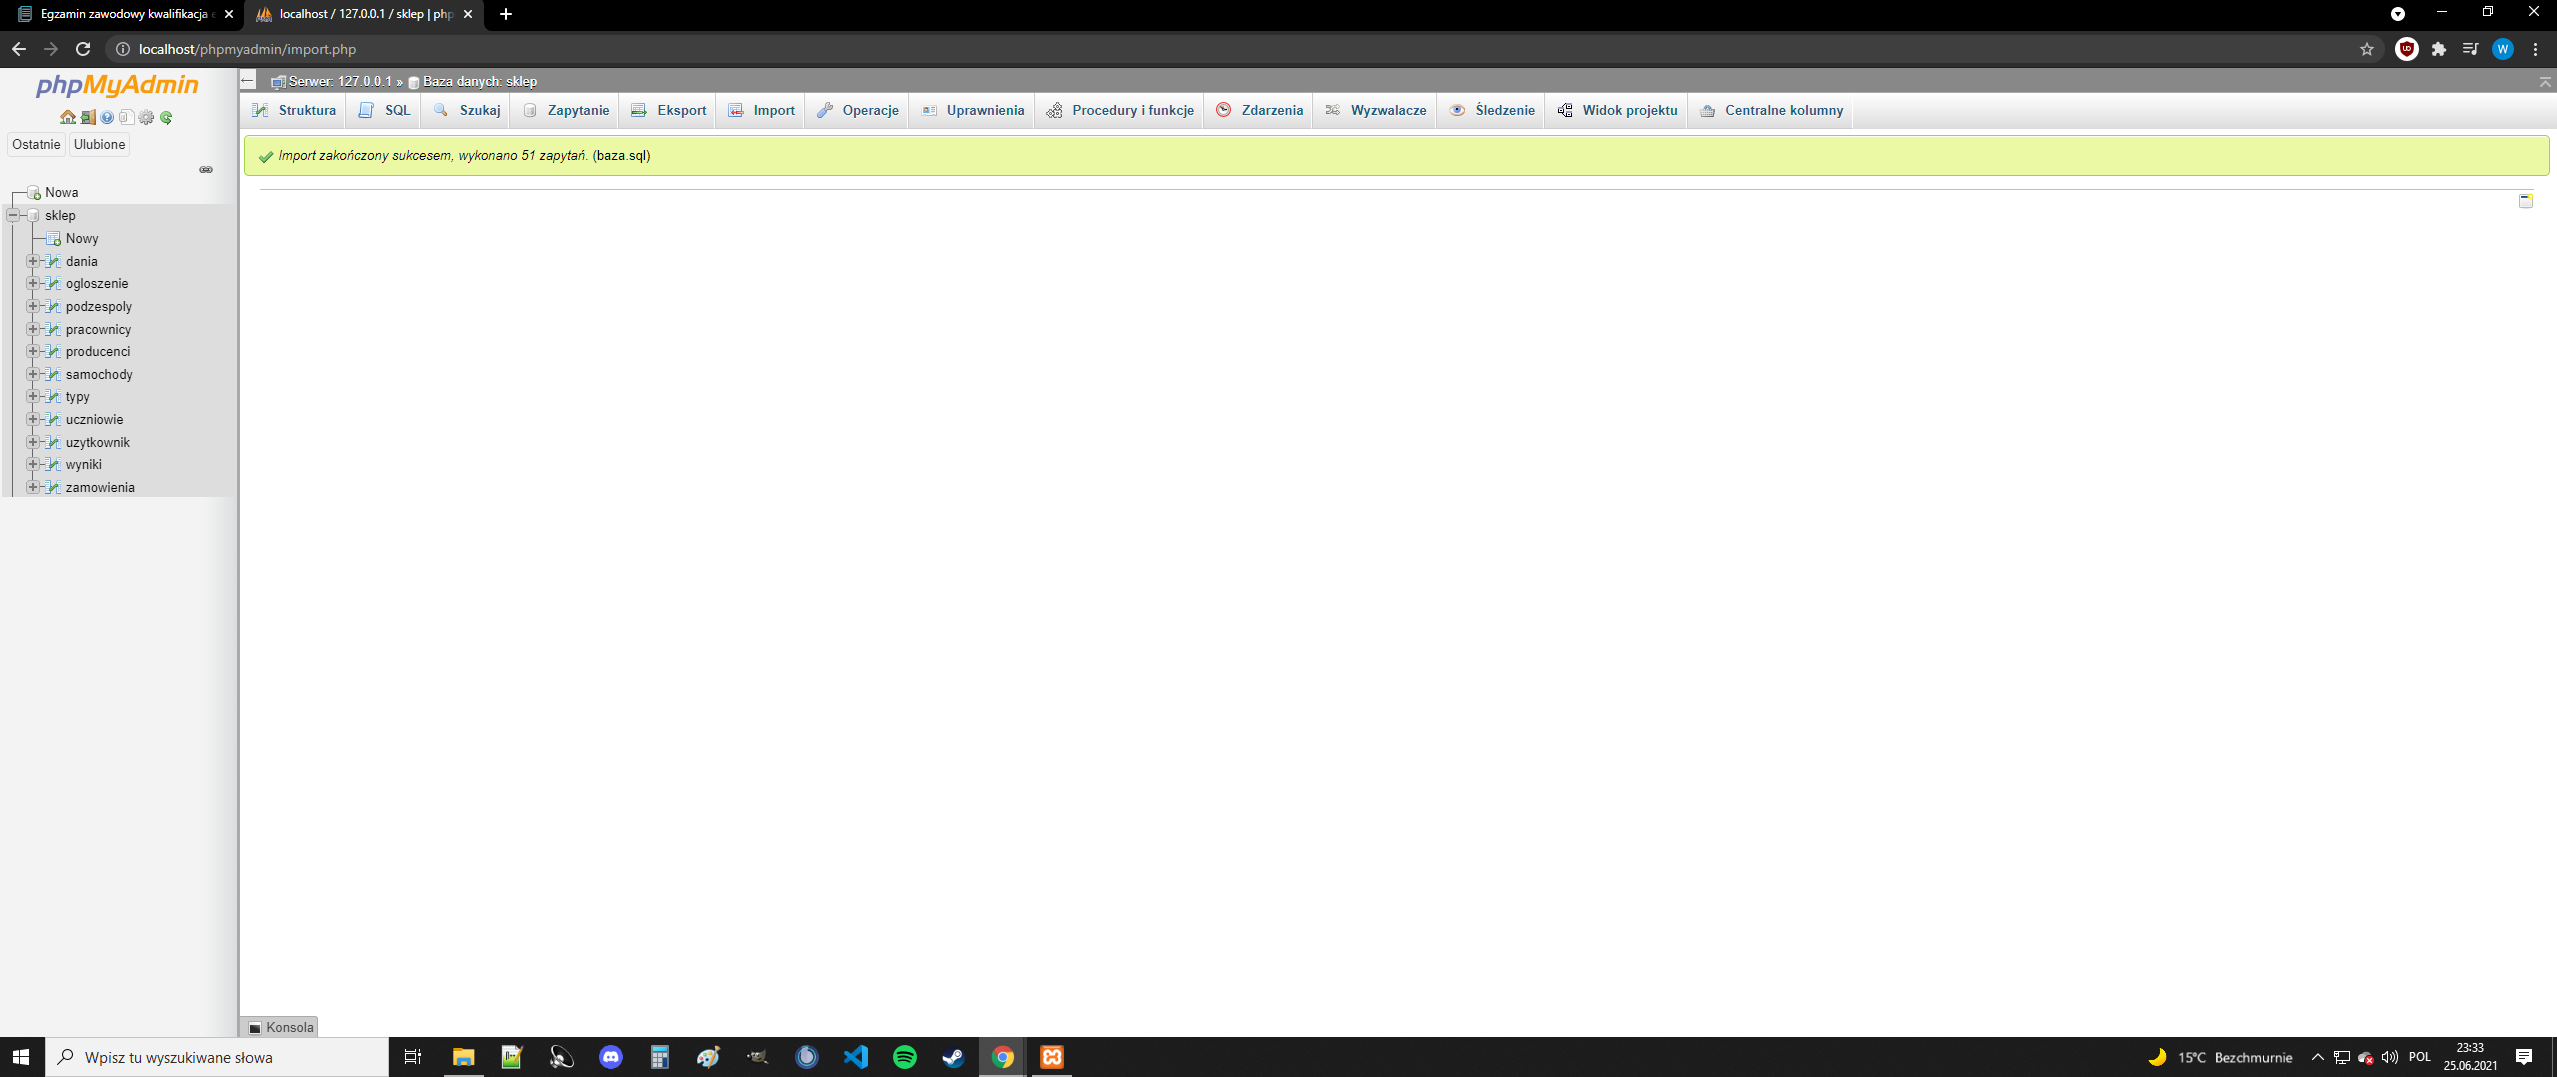 Egzamin zawodowy kwalifikacja
localhost / 127.0.0.1 / sklep | php
localhost/phpmyadmin/import.php
W
phpMyAdmin
Ostatnie
Ulubione
Nowa
sklep
Nowy
dania
ogloszenie
podzespoly
pracownicy
producenci
samochody
typy
uczniowie
uzytkownik
wyniki
zamowienia
Serwer: 127.0.0.1 » Baza danych: sklep
Struktura SQL Szukaj Zapytanie Eksport Import Operacje Uprawnienia Procedury i funkcje Zdarzenia Wyzwalacze Śledzenie Widok projektu Centralne kolumny
Import zakończony sukcesem, wykonano 51 zapytań. (baza.sql)
Konsola
Wpisz tu wyszukiwane słowa
15°C Bezchmurnie
POL
23:33
25.06.2021